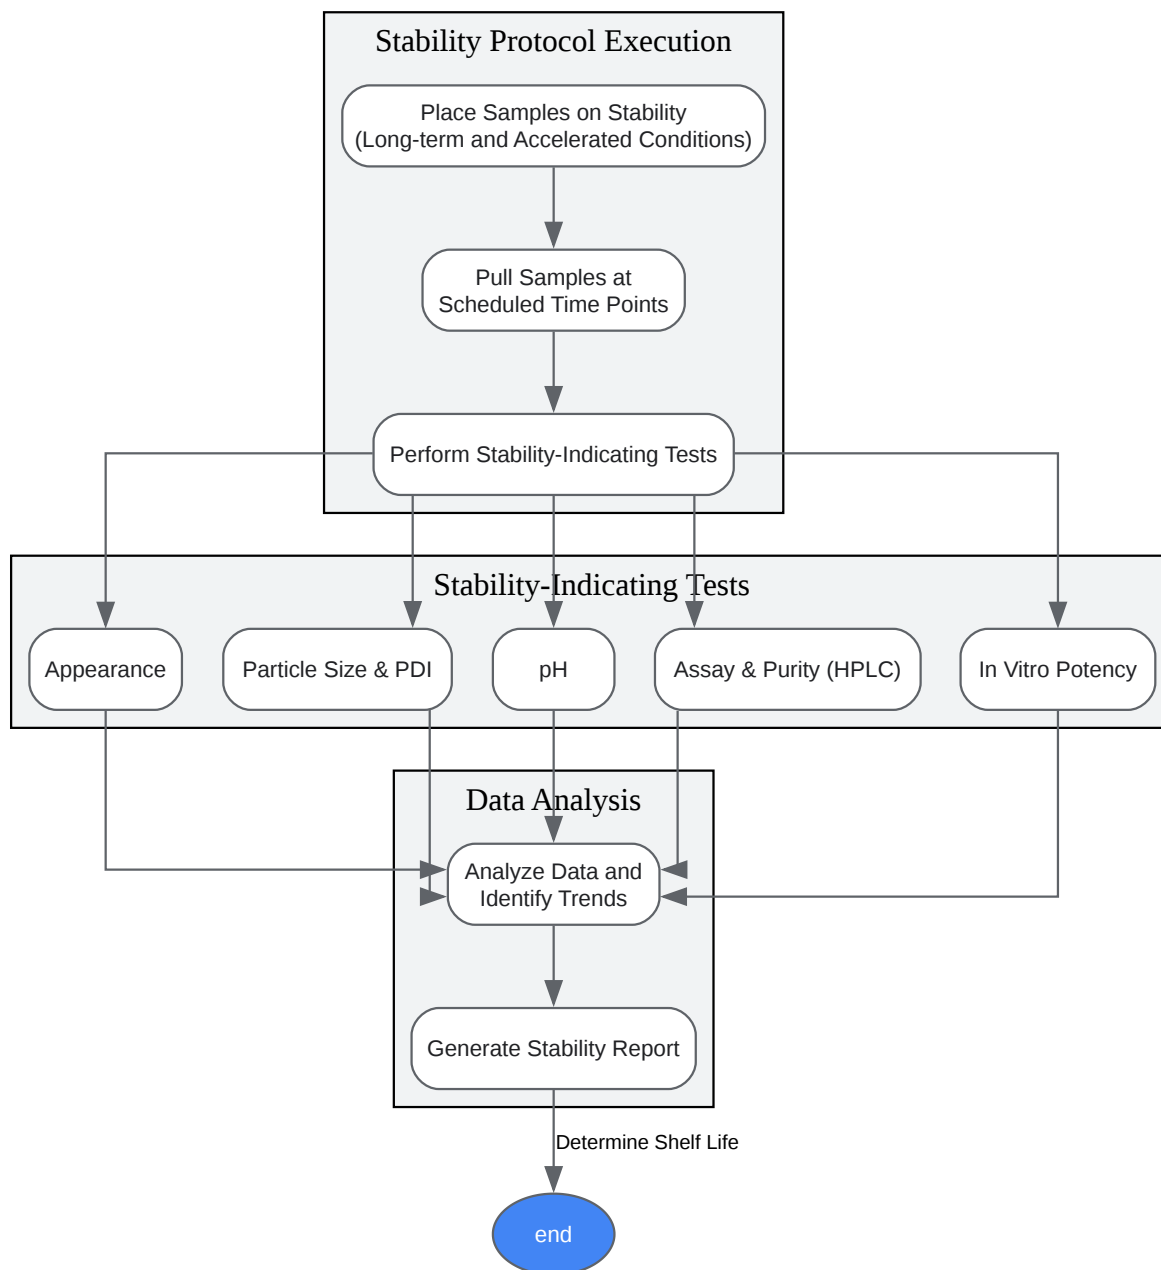 Stability Protocol Execution
Place Samples on Stability
(Long-term and Accelerated Conditions)
Pull Samples at
Scheduled Time Points
Perform Stability-Indicating Tests
Stability-Indicating Tests
Appearance
Particle Size & PDI
pH
Assay & Purity (HPLC)
In Vitro Potency
Data Analysis
Analyze Data and
Identify Trends
Generate Stability Report
Determine Shelf Life
end